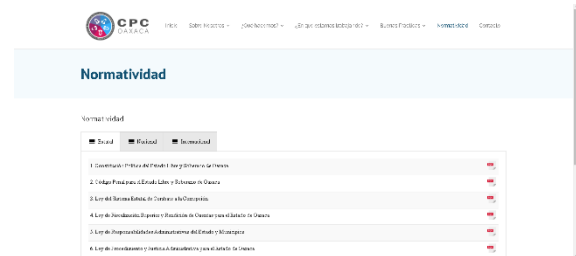 CPC
OAXACA
Inicio Sobre Nosotros ¿Qué hacemos? ¿En qué estamos trabajando? Buenas Prácticas Normatividad Contacto
Normatividad
Normatividad
Estatal Nacional Internacional
1. Constitución Política del Estado Libre y Soberano de Oaxaca
2. Código Penal para el Estado Libre y Soberano de Oaxaca
3. Ley del Sistema Estatal de Combate a la Corrupción
4. Ley de Fiscalización Superior y Rendición de Cuentas para el Estado de Oaxaca
5. Ley de Responsabilidades Administrativas del Estado y Municipios
6. Ley de Procedimiento y Justicia Administrativa para el Estado de Oaxaca